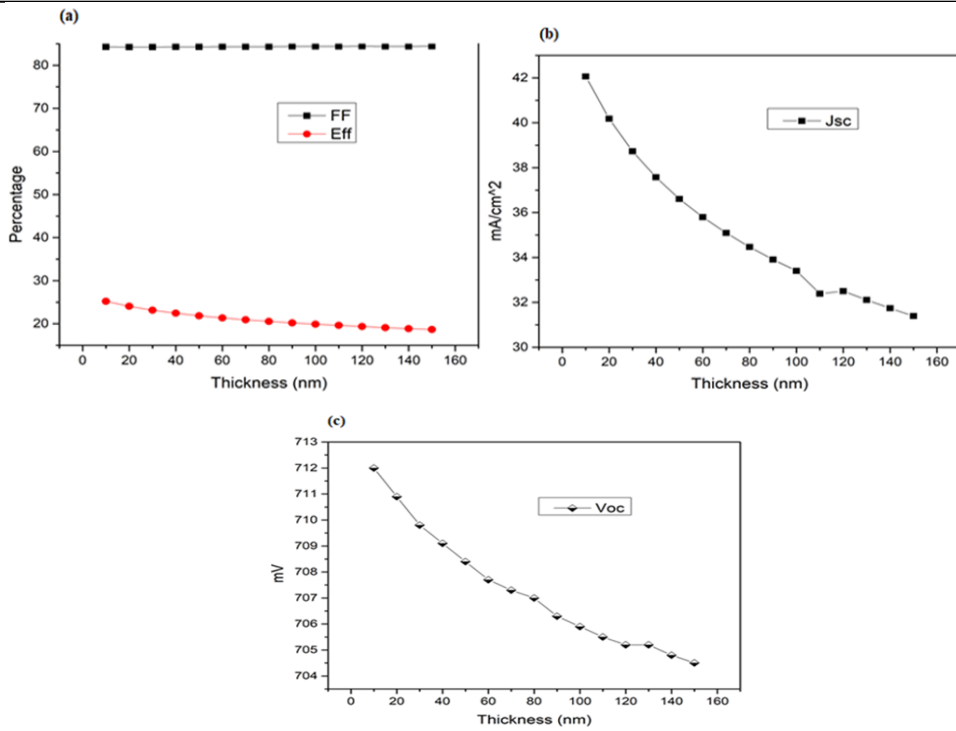 (a)
80
70
60
50
40
30
20
Percentage
FF
Eff
0 20 40 60 80 100 120 140 160
Thickness (nm)
(b)
42
40
38
36
34
32
30
mA/cm^2
Jsc
0 20 40 60 80 100 120 140 160
Thickness (nm)
(c)
713
712
711
710
709
708
707
706
705
704
mV
Voc
0 20 40 60 80 100 120 140 160
Thickness (nm)